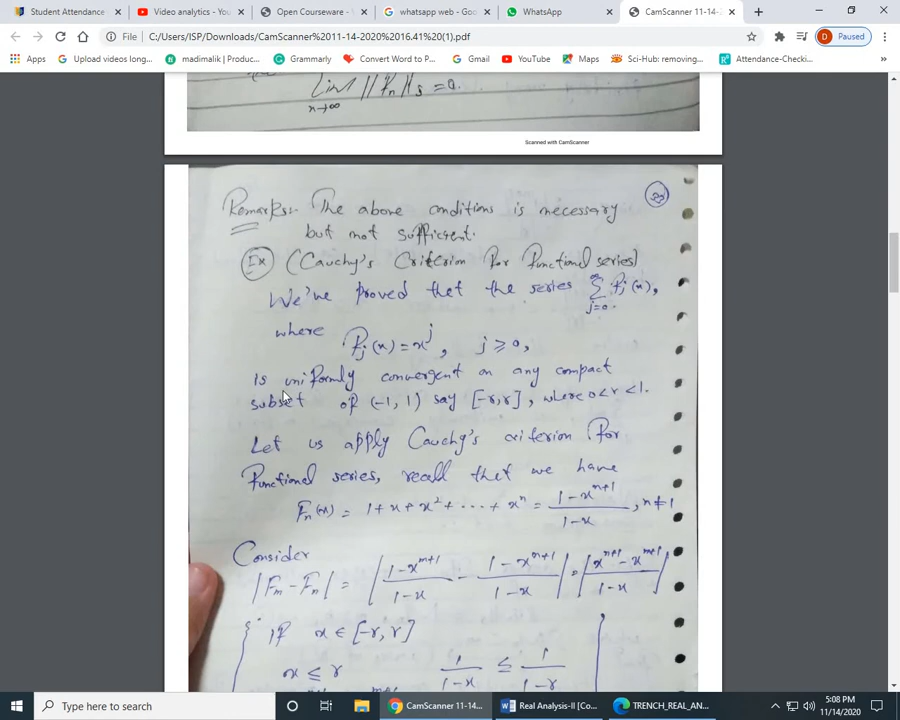 Student Attendance
Video analytics - You
Open Courseware
whatsapp web - Goo
WhatsApp
CamScanner 11-14-2
File
C:/Users/ISP/Downloads/CamScanner%2011-14-2020%2016.41%20(1).pdf
Paused
Apps
Upload videos long...
madimalik | Produc...
Grammarly
Convert Word to P...
Gmail
YouTube
Maps
Sci-Hub: removing...
Attendance-Checki...
Lim ||Fn||s = 0.
n→∞
Scanned with CamScanner
Remarks:- The above conditions is necessary
but not sufficient.
Ex (Cauchy's Criterion For Functional series)
We've proved that the series ∑_{j=0}^{∞} Fj(x),
where Fj(x) = x^j, j ≥ 0,
is uniformly convergent on any compact
subset of (-1, 1) say [-r, r], where 0<r<1.
Let us apply Cauchy's criterion For
Functional series, recall that we have
Fn(x) = 1+x+x^2+...+x^n = (1-x^{n+1})/(1-x), x≠1
Consider
|Fm-Fn| = |(1-x^{m+1})/(1-x) - (1-x^{n+1})/(1-x)| = |(x^{n+1}-x^{m+1})/(1-x)|
if x ∈ [-r, r]
x ≤ r 1/(1-x) ≤ 1/(1-r)
Type here to search
CamScanner 11-14-...
Real Analysis-II [Co...
TRENCH_REAL_AN...
5:08 PM
11/14/2020